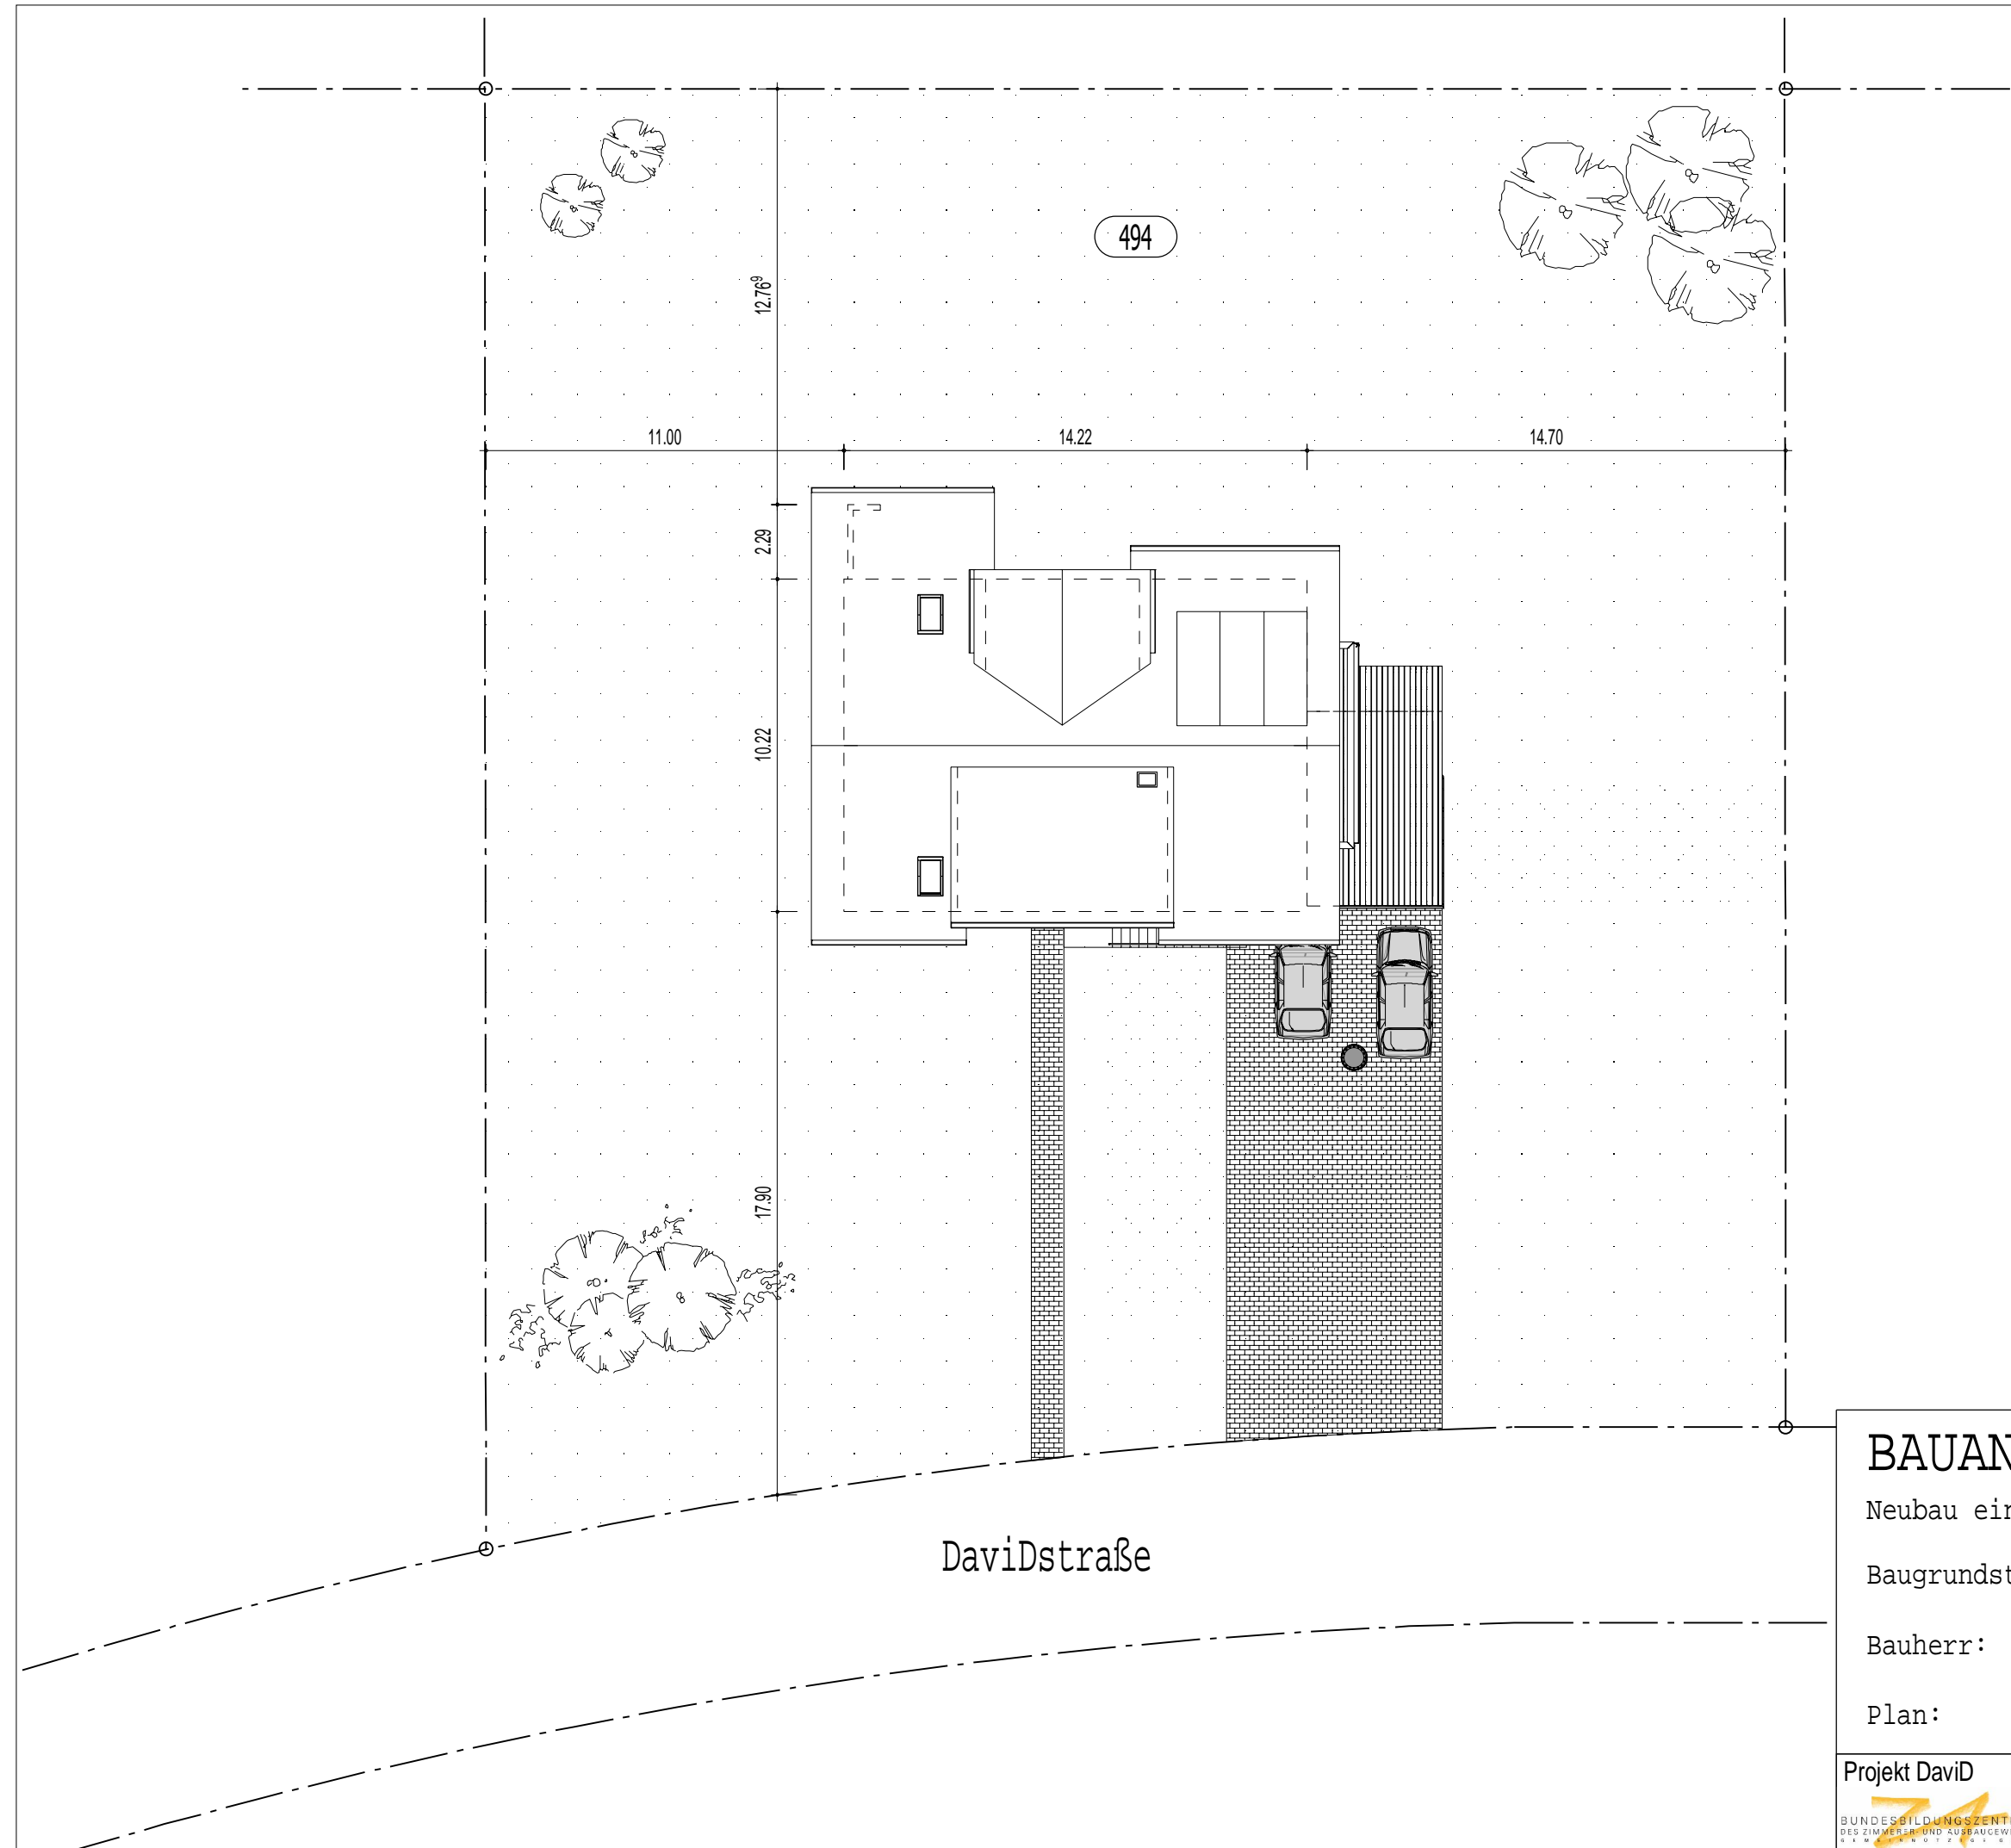 494
12.76⁹
11.00
14.22
14.70
2.29
10.22
17.90
DaviDstraße
BAUAN
Neubau ein
Baugrundst
Bauherr:
Plan:
Projekt DaviD
BUNDESBILDUNGSZENT
DES ZIMMERER- UND AUSBAUGEW